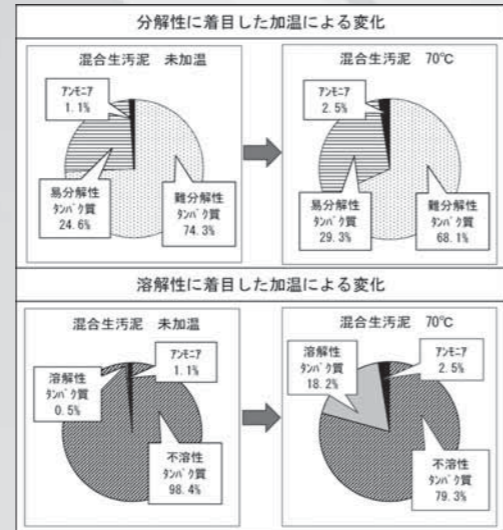 分解性に着目した加温による変化
混合生汚泥 未加温
アンモニア
1.1%
易分解性
タンパク質
24.6%
難分解性
タンパク質
74.3%
混合生汚泥 70℃
アンモニア
2.5%
易分解性
タンパク質
29.3%
難分解性
タンパク質
68.1%
溶解性に着目した加温による変化
混合生汚泥 未加温
溶解性
タンパク質
0.5%
アンモニア
1.1%
不溶性
タンパク質
98.4%
混合生汚泥 70℃
溶解性
タンパク質
18.2%
アンモニア
2.5%
不溶性
タンパク質
79.3%